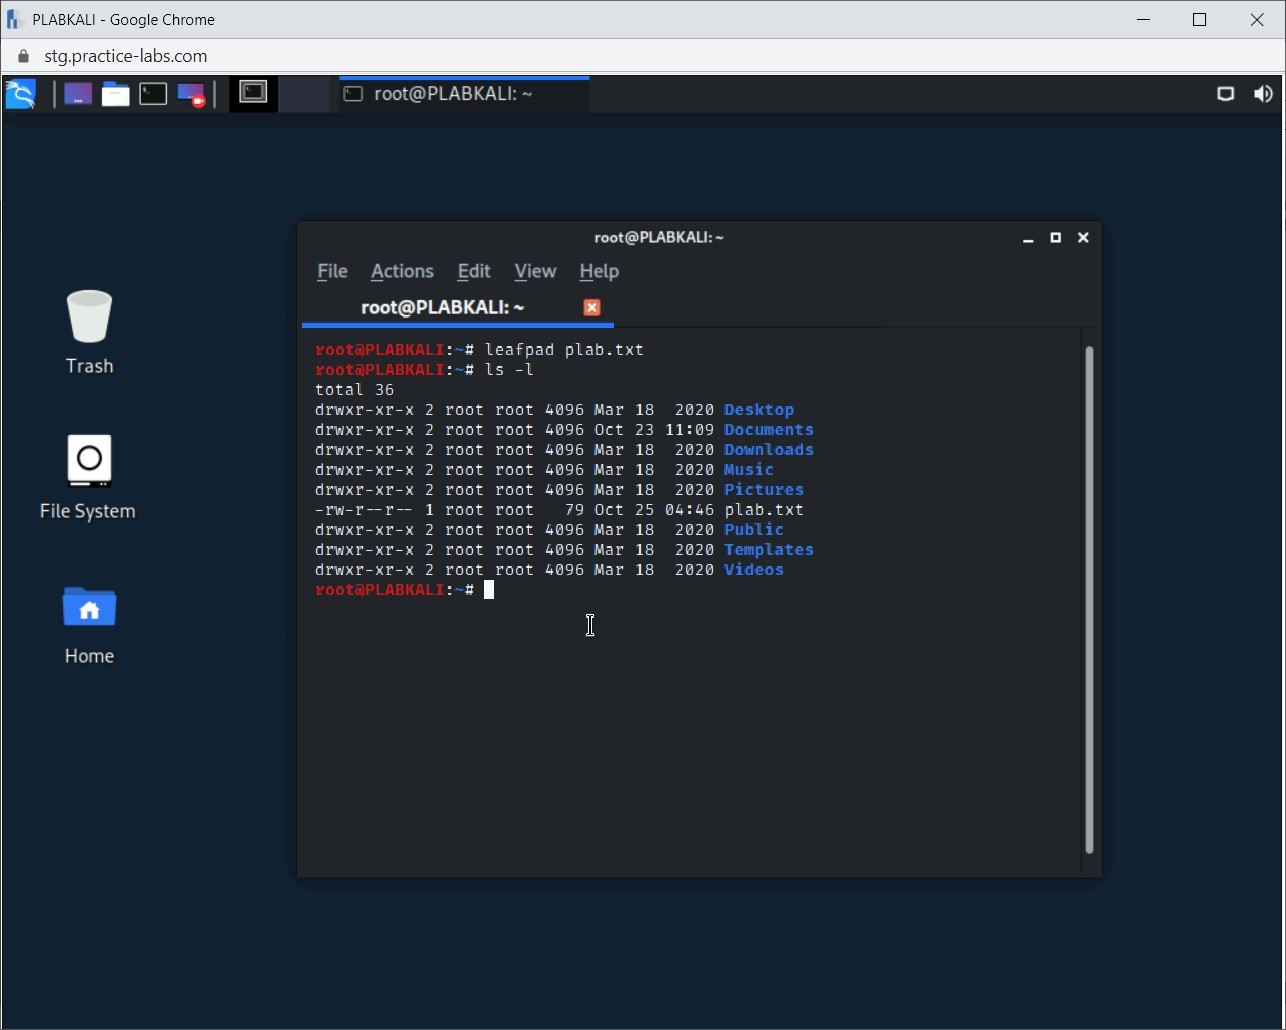 PLABKALI - Google Chrome
stg.practice-labs.com
root@PLABKALI: ~
root@PLABKALI: ~
File Actions Edit View Help
root@PLABKALI: ~
root@PLABKALI:~# leafpad plab.txt
root@PLABKALI:~# ls -l
total 36
drwxr-xr-x 2 root root 4096 Mar 18  2020 Desktop
drwxr-xr-x 2 root root 4096 Oct 23 11:09 Documents
drwxr-xr-x 2 root root 4096 Mar 18  2020 Downloads
drwxr-xr-x 2 root root 4096 Mar 18  2020 Music
drwxr-xr-x 2 root root 4096 Mar 18  2020 Pictures
-rw-r--r-- 1 root root   79 Oct 25 04:46 plab.txt
drwxr-xr-x 2 root root 4096 Mar 18  2020 Public
drwxr-xr-x 2 root root 4096 Mar 18  2020 Templates
drwxr-xr-x 2 root root 4096 Mar 18  2020 Videos
root@PLABKALI:~#
Trash
File System
Home